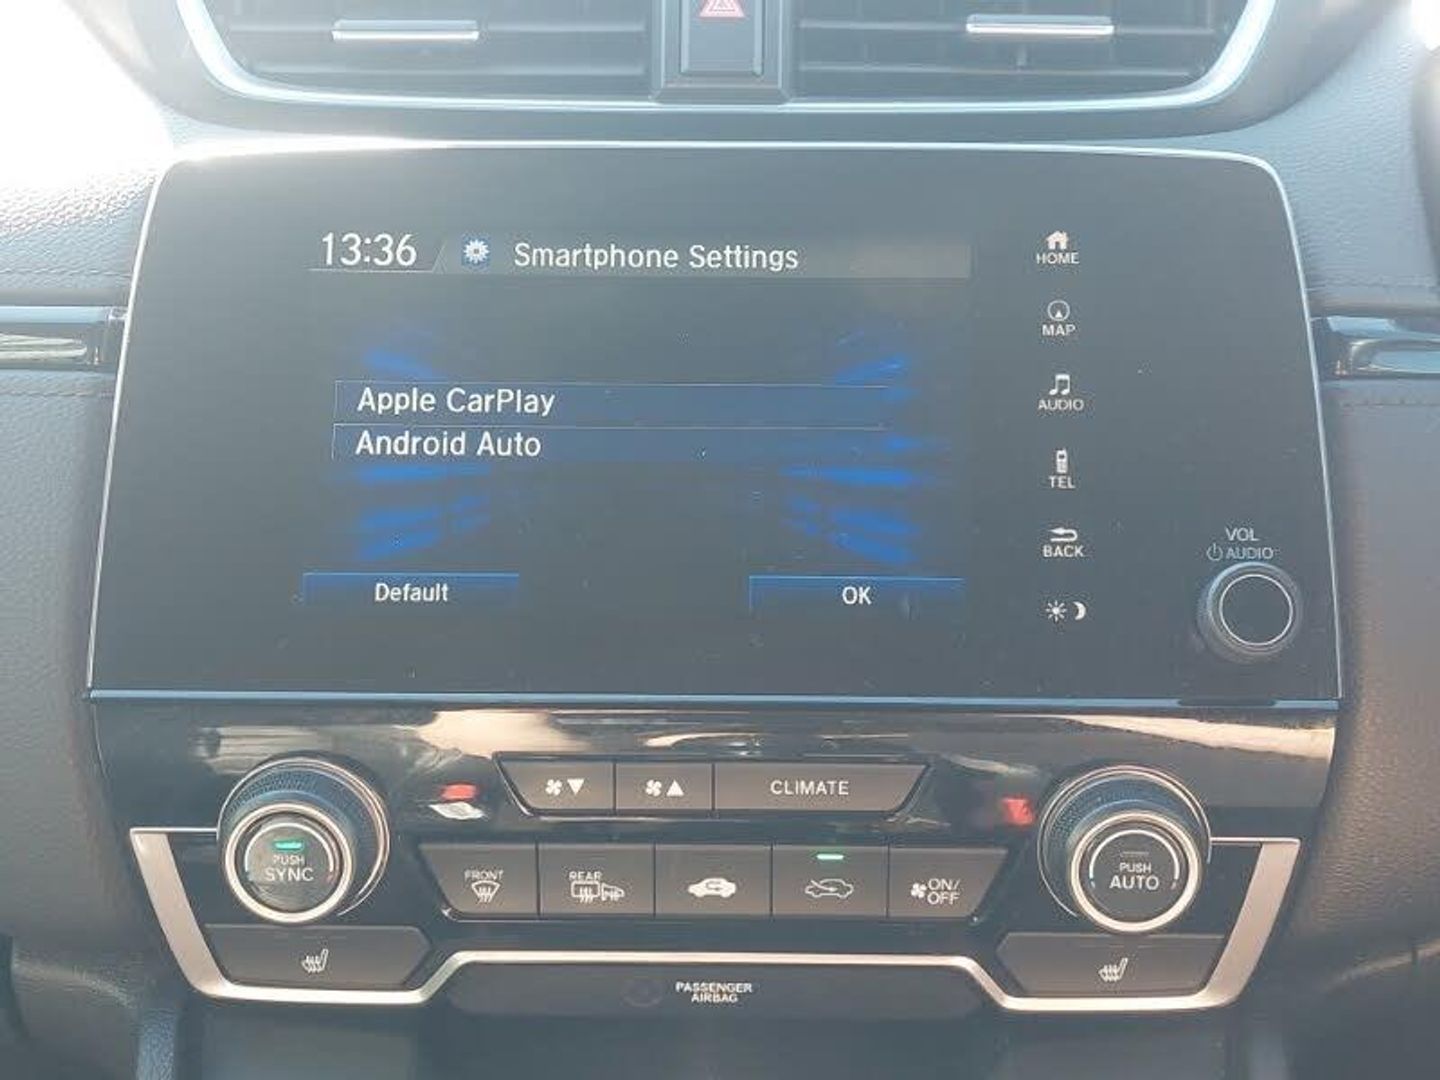 13:36 Smartphone Settings
HOME
MAP
Apple CarPlay
AUDIO
Android Auto
TEL
BACK
VOL
AUDIO
Default
OK
CLIMATE
PUSH
SYNC
PUSH
AUTO
FRONT
REAR
ON/
OFF
PASSENGER
AIRBAG